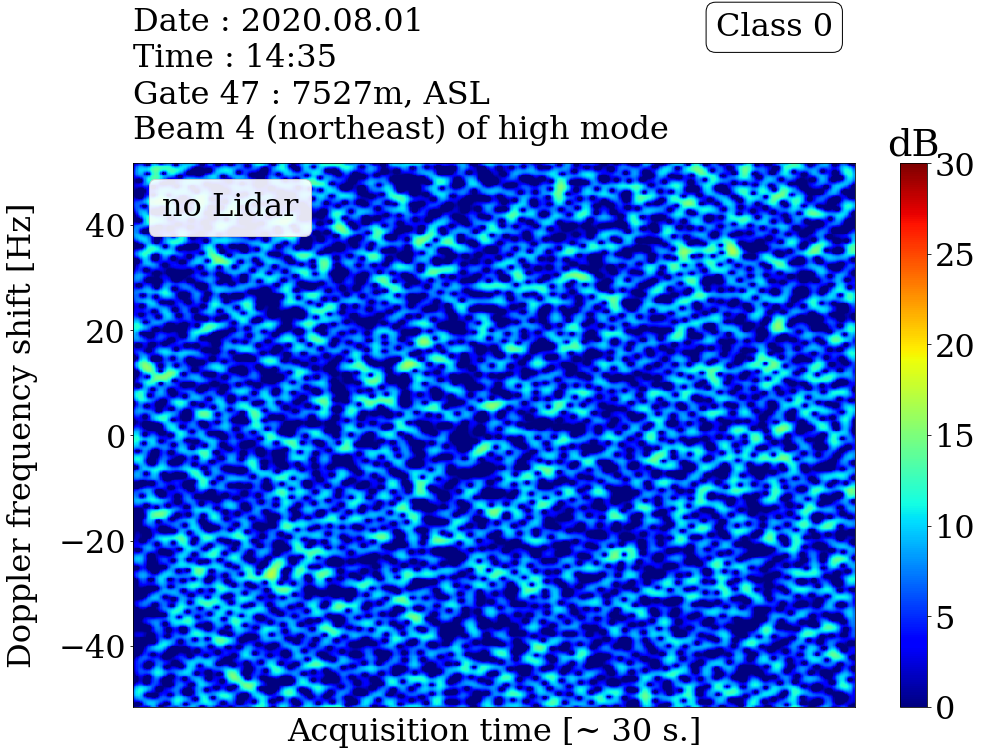 Date : 2020.08.01
Time : 14:35
Gate 47 : 7527m, ASL
Beam 4 (northeast) of high mode
Class 0
dB
no Lidar
Doppler frequency shift [Hz]
40
20
0
−20
−40
Acquisition time [~ 30 s.]
30
25
20
15
10
5
0